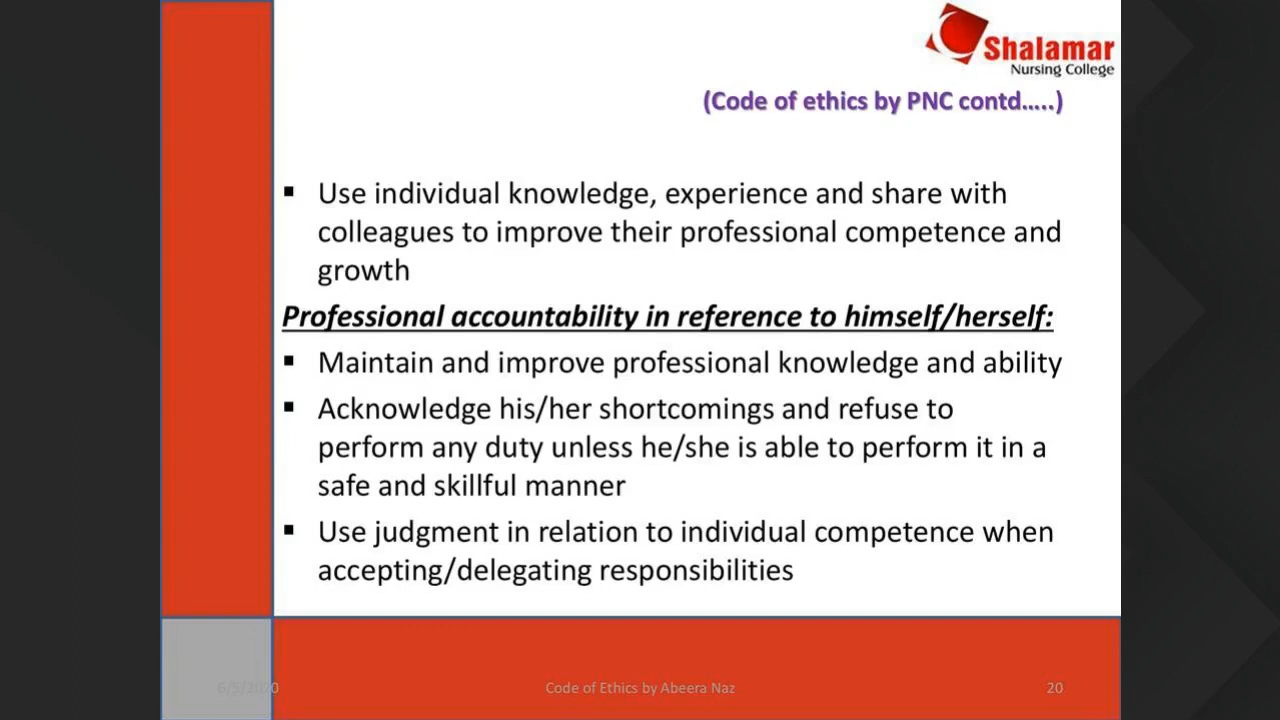 Shalamar
Nursing College
(Code of ethics by PNC contd…..)
▪ Use individual knowledge, experience and share with
colleagues to improve their professional competence and
growth
Professional accountability in reference to himself/herself:
▪ Maintain and improve professional knowledge and ability
▪ Acknowledge his/her shortcomings and refuse to
perform any duty unless he/she is able to perform it in a
safe and skillful manner
▪ Use judgment in relation to individual competence when
accepting/delegating responsibilities
Code of Ethics by Abeera Naz
20